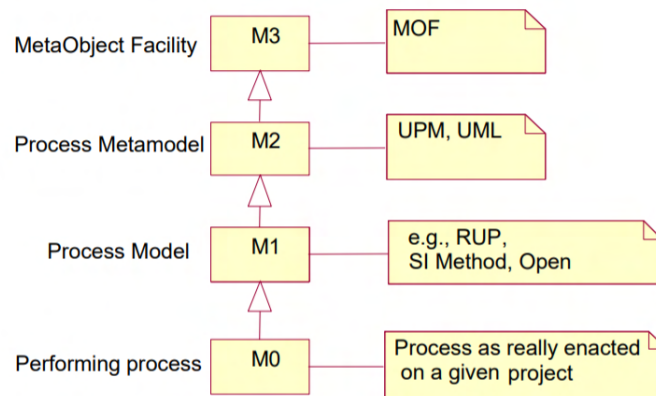 MetaObject Facility
M3
MOF
Process Metamodel
M2
UPM, UML
Process Model
M1
e.g., RUP,
SI Method, Open
Performing process
M0
Process as really enacted
on a given project